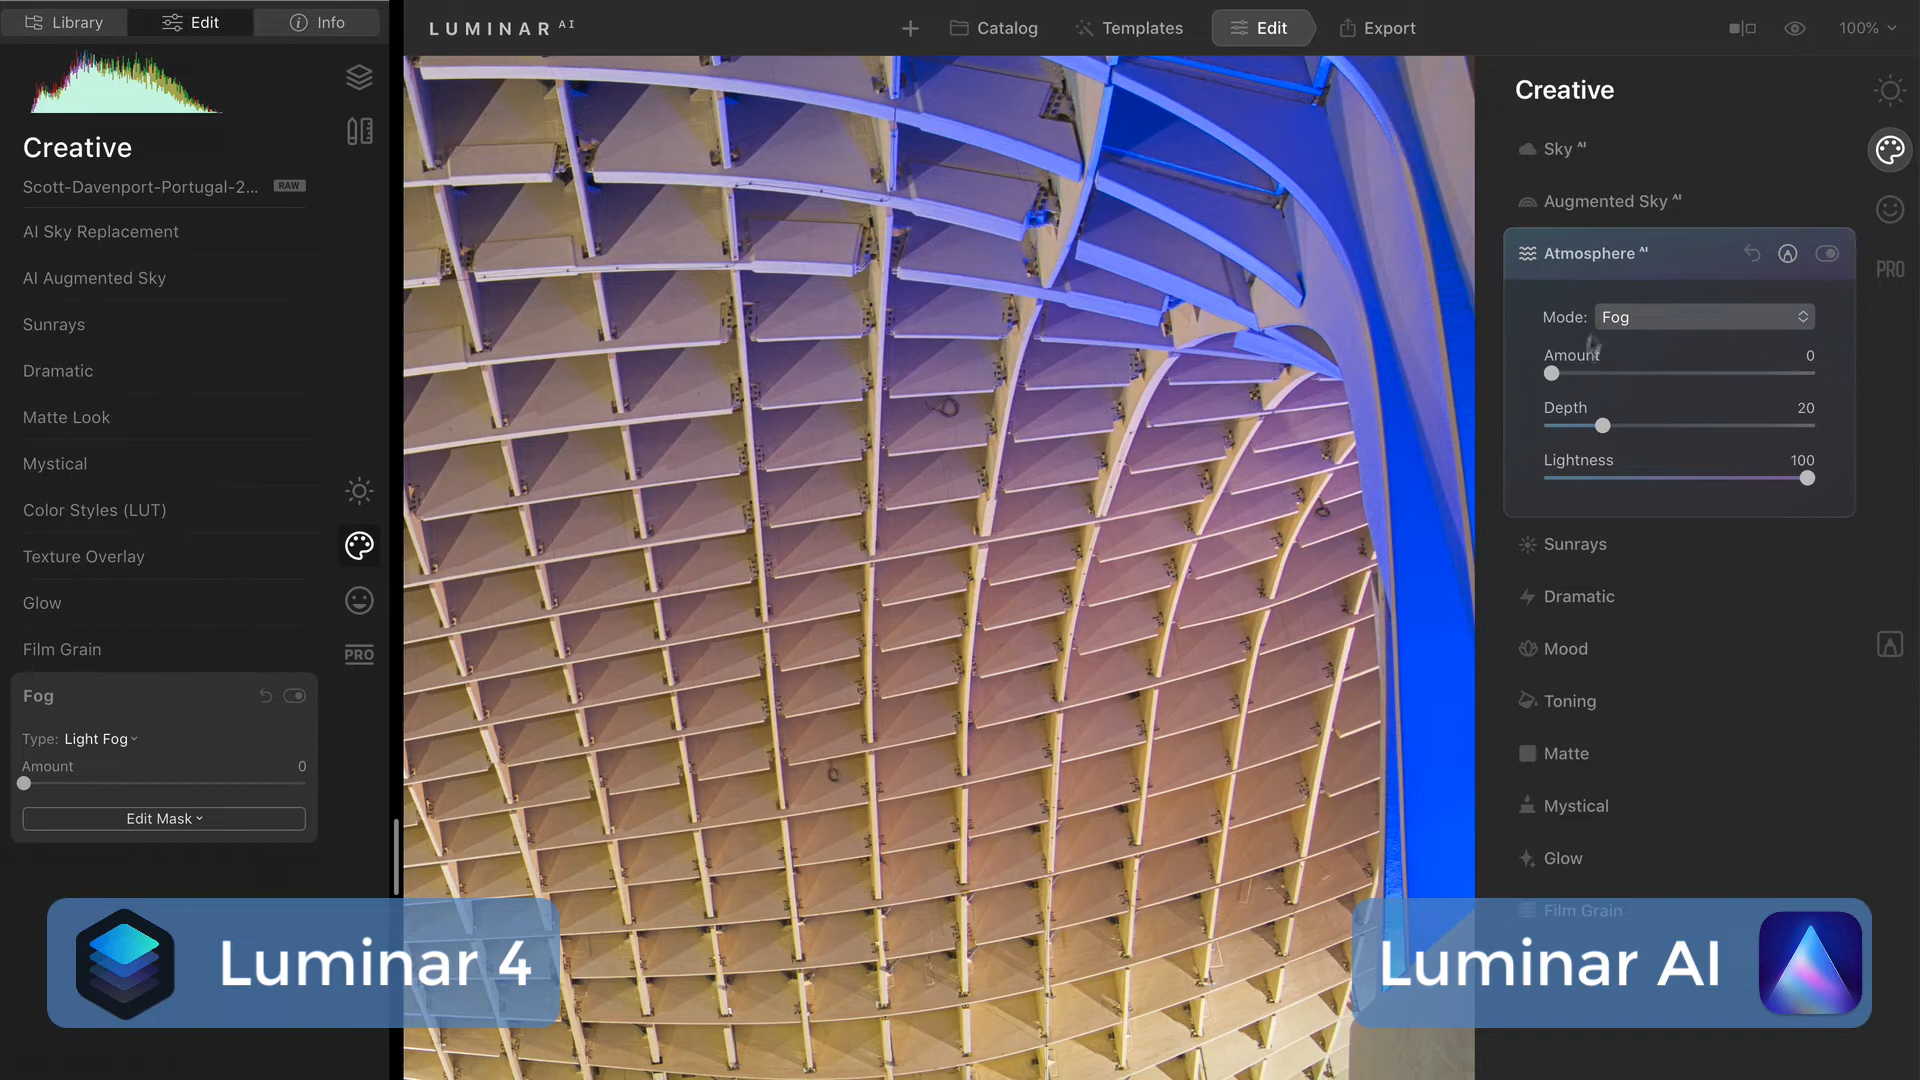 Library
Edit
Info
Creative
Scott-Davenport-Portugal-2...
RAW
AI Sky Replacement
AI Augmented Sky
Sunrays
Dramatic
Matte Look
Mystical
Color Styles (LUT)
Texture Overlay
Glow
Film Grain
Fog
Type: Light Fog
Amount 0
Edit Mask
PRO
LUMINAR AI
Catalog
Templates
Edit
Export
100%
Creative
Sky AI
Augmented Sky AI
Atmosphere AI
Mode: Fog
Amount 0
Depth 20
Lightness 100
Sunrays
Dramatic
Mood
Toning
Matte
Mystical
Glow
Film Grain
PRO
Luminar 4
Luminar AI